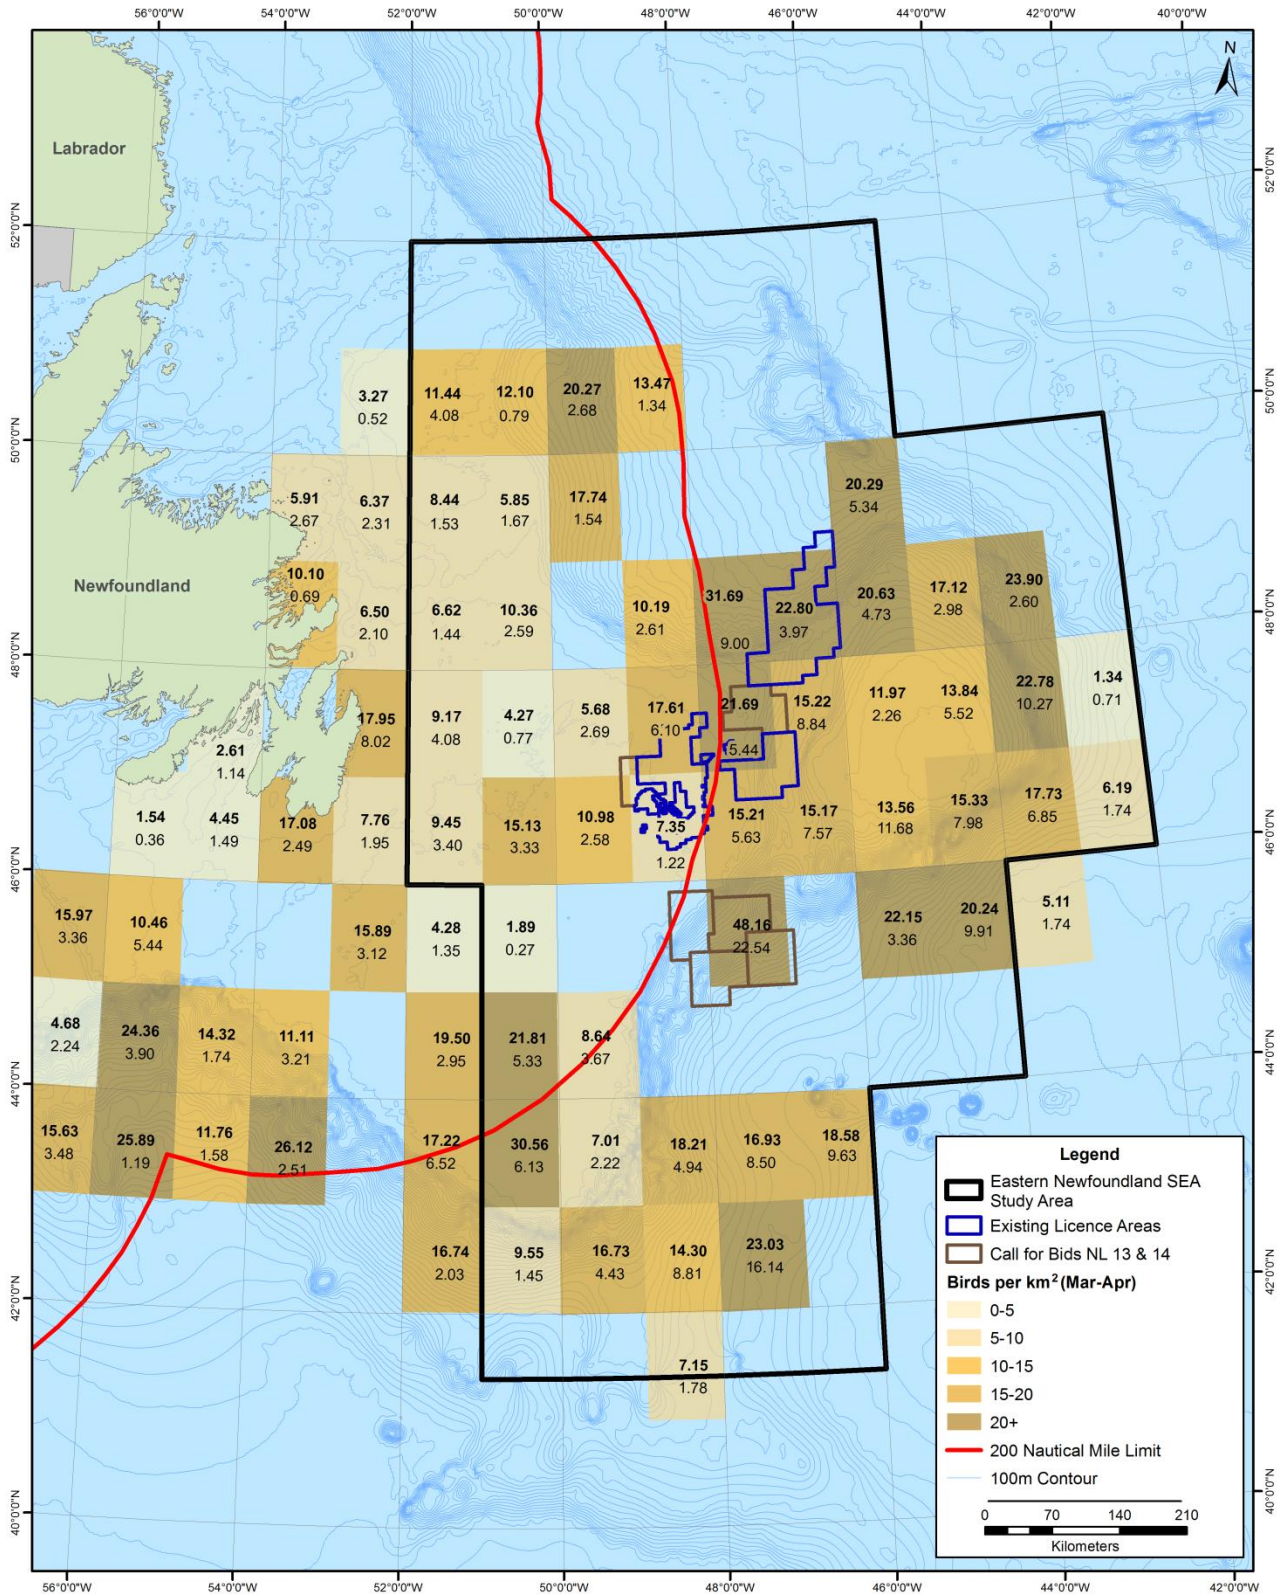 56°0'0"W 54°0'0"W 52°0'0"W 50°0'0"W 48°0'0"W 46°0'0"W 44°0'0"W 42°0'0"W 40°0'0"W
N
Labrador
52°0'0"N 52°0'0"N
3.27 11.44 12.10 20.27 13.47
0.52 4.08 0.79 2.68 1.34
50°0'0"N 50°0'0"N
5.91 6.37 8.44 5.85 17.74 20.29
2.67 2.31 1.53 1.67 1.54 5.34
Newfoundland
10.10 6.50 6.62 10.36 10.19 31.69 22.80 20.63 17.12 23.90
0.69 2.10 1.44 2.59 2.61 9.00 3.97 4.73 2.98 2.60
48°0'0"N 48°0'0"N
2.61 17.95 9.17 4.27 5.68 17.61 21.69 15.22 11.97 13.84 22.78 1.34
1.14 8.02 4.08 0.77 2.69 6.10 15.44 8.84 2.26 5.52 10.27 0.71
1.54 4.45 17.08 7.76 9.45 15.13 10.98 7.35 15.21 15.17 13.56 15.33 17.73 6.19
0.36 1.49 2.49 1.95 3.40 3.33 2.58 1.22 5.63 7.57 11.68 7.98 6.85 1.74
46°0'0"N 46°0'0"N
15.97 10.46 15.89 4.28 1.89 48.16 22.15 20.24 5.11
3.36 5.44 3.12 1.35 0.27 22.54 3.36 9.91 1.74
4.68 24.36 14.32 11.11 19.50 21.81 8.64
2.24 3.90 1.74 3.21 2.95 5.33 3.67
44°0'0"N 44°0'0"N
15.63 25.89 11.76 26.12 17.22 30.56 7.01 18.21 16.93 18.58
3.48 1.19 1.58 2.51 6.52 6.13 2.22 4.94 8.50 9.63
16.74 9.55 16.73 14.30 23.03
2.03 1.45 4.43 8.81 16.14
42°0'0"N 42°0'0"N
7.15
1.78
40°0'0"N 40°0'0"N
Legend
Eastern Newfoundland SEA
Study Area
Existing Licence Areas
Call for Bids NL 13 & 14
Birds per km² (Mar-Apr)
0-5
5-10
10-15
15-20
20+
200 Nautical Mile Limit
100m Contour
0 70 140 210
Kilometers
56°0'0"W 54°0'0"W 52°0'0"W 50°0'0"W 48°0'0"W 46°0'0"W 44°0'0"W 42°0'0"W